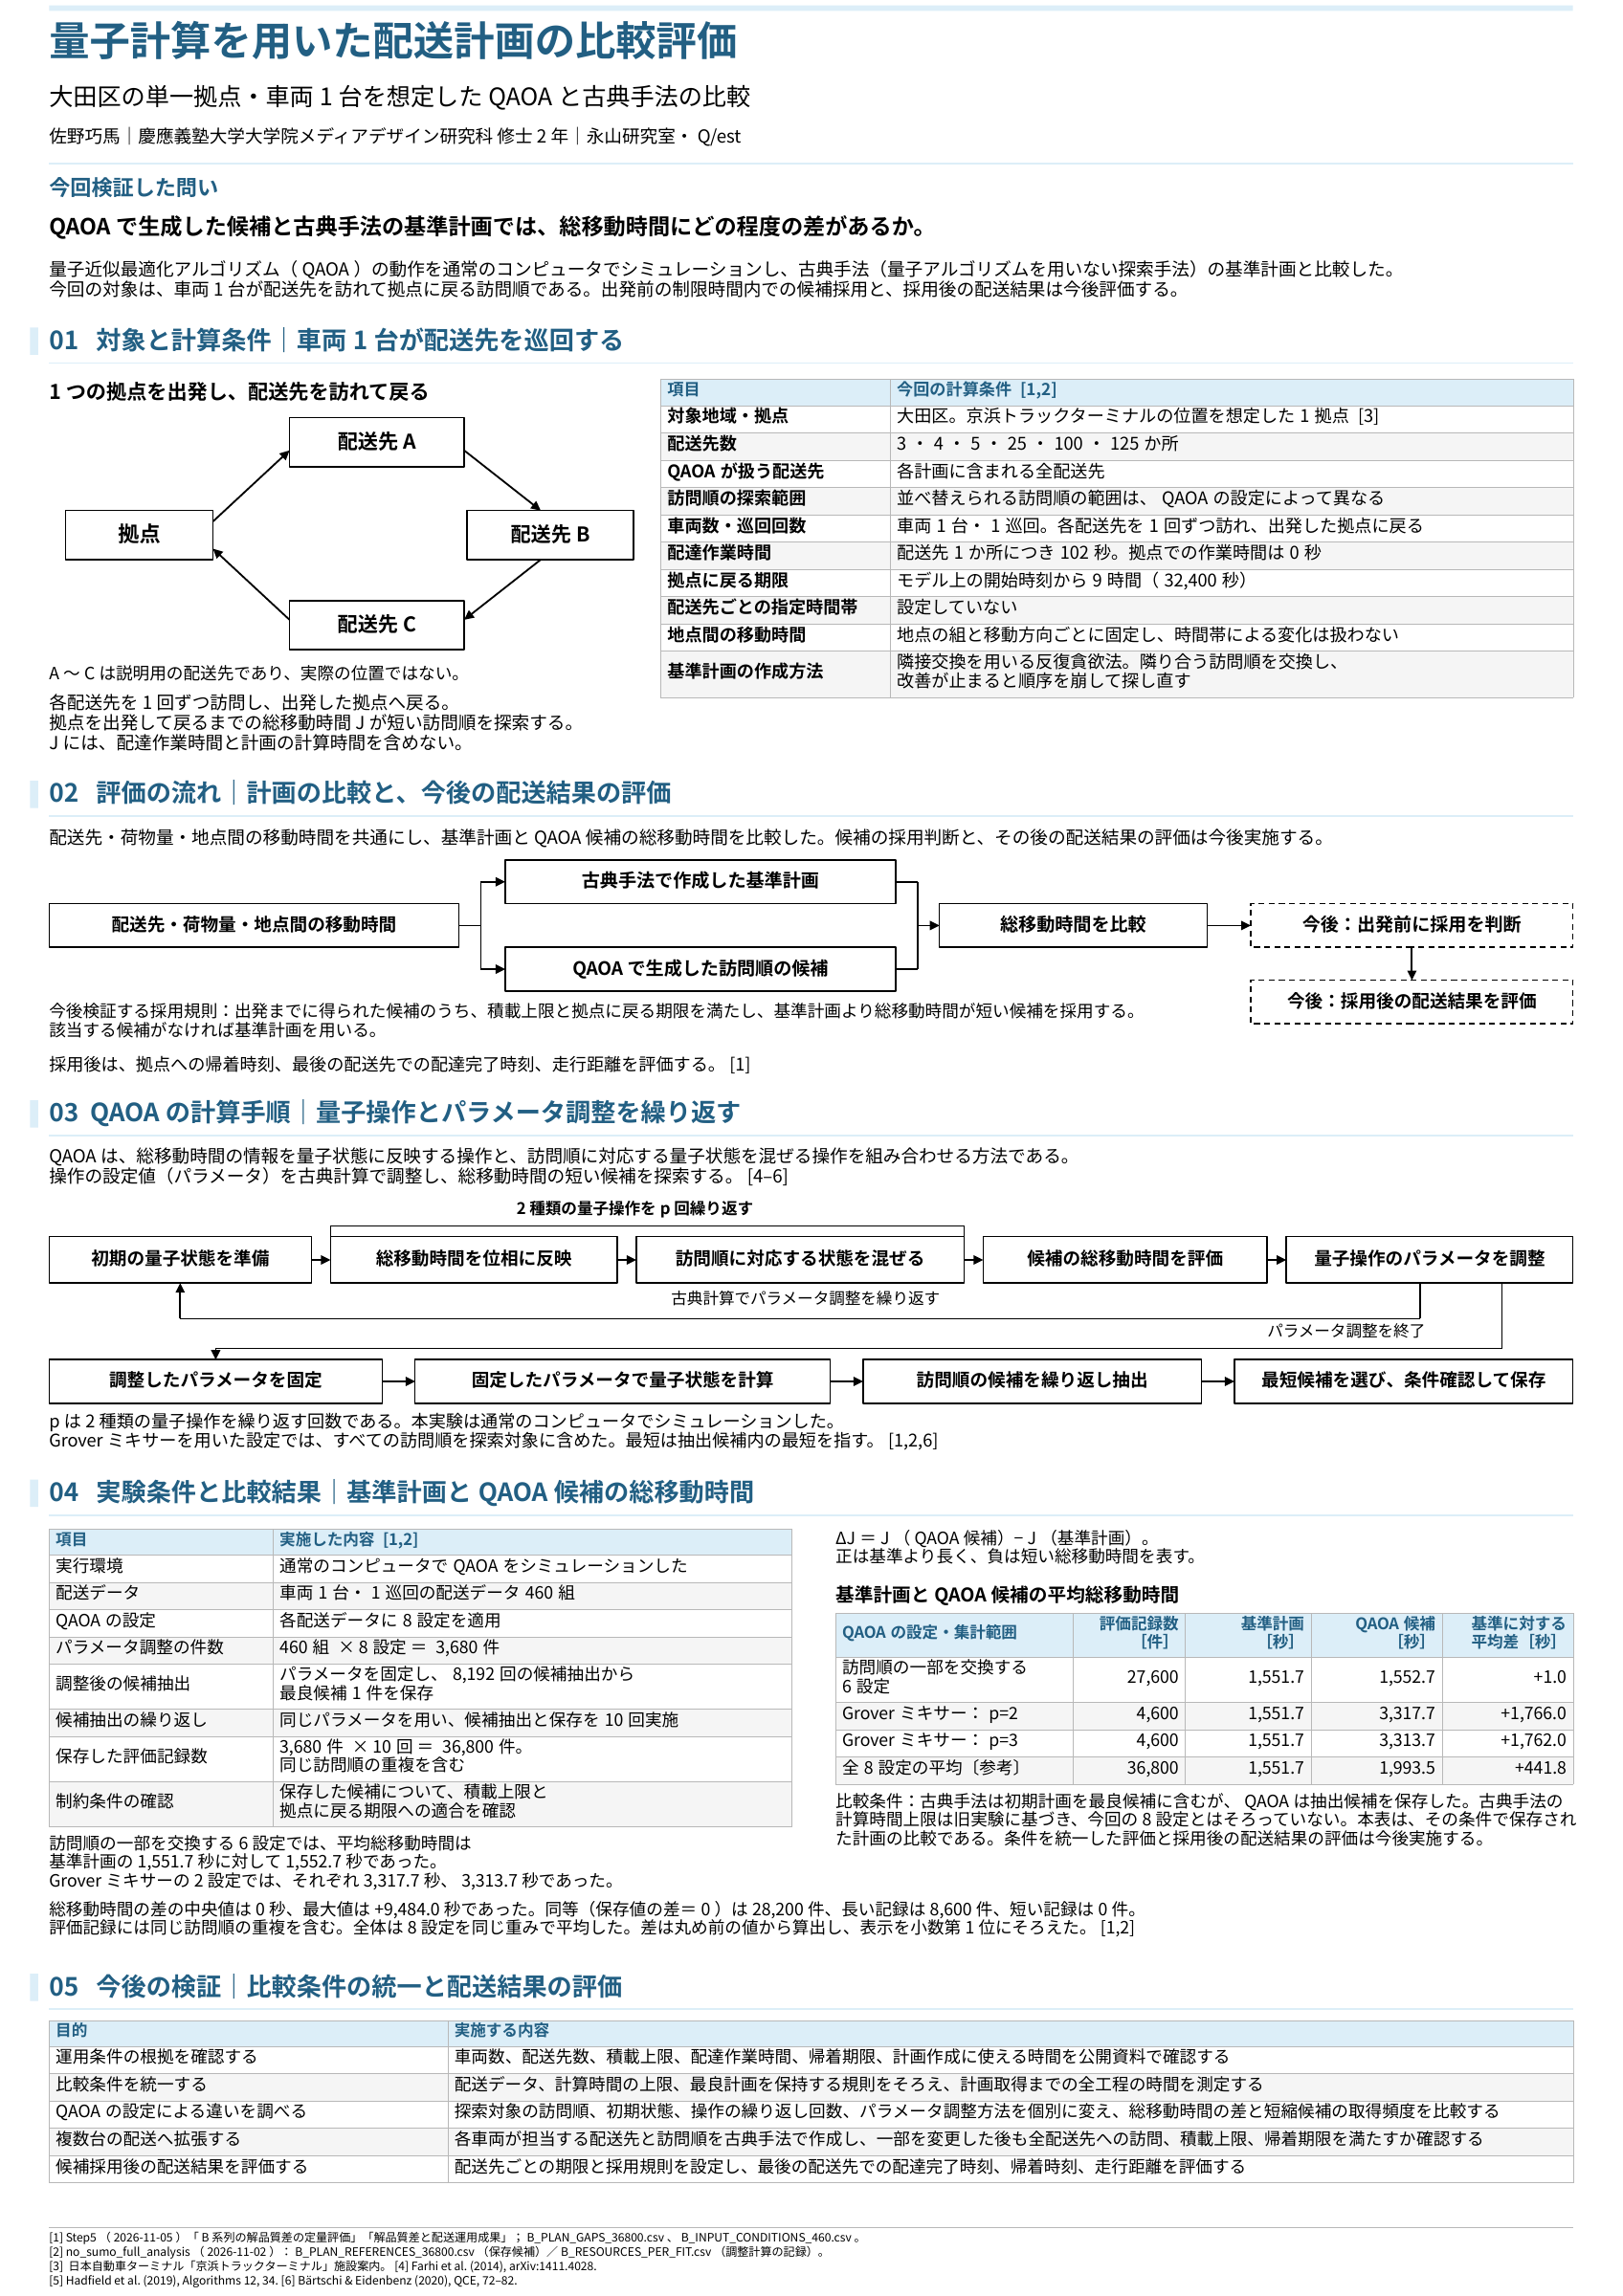 量子計算を用いた配送計画の比較評価
大田区の単一拠点・車両 1 台を想定した QAOA と古典手法の比較
佐野巧馬｜慶應義塾大学大学院メディアデザイン研究科 修士 2 年｜永山研究室・ Q/est
今回検証した問い
QAOA で生成した候補と古典手法の基準計画では、総移動時間にどの程度の差があるか。
量子近似最適化アルゴリズム（ QAOA ）の動作を通常のコンピュータでシミュレーションし、古典手法（量子アルゴリズムを用いない探索手法）の基準計画と比較した。
今回の対象は、車両 1 台が配送先を訪れて拠点に戻る訪問順である。出発前の制限時間内での候補採用と、採用後の配送結果は今後評価する。
01 対象と計算条件｜車両 1 台が配送先を巡回する
1 つの拠点を出発し、配送先を訪れて戻る
配送先 A
拠点
配送先 B
配送先 C
A ～ C は説明用の配送先であり、実際の位置ではない。
各配送先を 1 回ずつ訪問し、出発した拠点へ戻る。
拠点を出発して戻るまでの総移動時間 J が短い訪問順を探索する。
J には、配達作業時間と計画の計算時間を含めない。
項目 今回の計算条件 [1,2]
対象地域・拠点 大田区。京浜トラックターミナルの位置を想定した 1 拠点 [3]
配送先数 3 ・ 4 ・ 5 ・ 25 ・ 100 ・ 125 か所
QAOA が扱う配送先 各計画に含まれる全配送先
訪問順の探索範囲 並べ替えられる訪問順の範囲は、 QAOA の設定によって異なる
車両数・巡回回数 車両 1 台・ 1 巡回。各配送先を 1 回ずつ訪れ、出発した拠点に戻る
配達作業時間 配送先 1 か所につき 102 秒。拠点での作業時間は 0 秒
拠点に戻る期限 モデル上の開始時刻から 9 時間（ 32,400 秒）
配送先ごとの指定時間帯 設定していない
地点間の移動時間 地点の組と移動方向ごとに固定し、時間帯による変化は扱わない
基準計画の作成方法 隣接交換を用いる反復貪欲法。隣り合う訪問順を交換し、
改善が止まると順序を崩して探し直す
02 評価の流れ｜計画の比較と、今後の配送結果の評価
配送先・荷物量・地点間の移動時間を共通にし、基準計画と QAOA 候補の総移動時間を比較した。候補の採用判断と、その後の配送結果の評価は今後実施する。
古典手法で作成した基準計画
配送先・荷物量・地点間の移動時間
総移動時間を比較
今後：出発前に採用を判断
QAOA で生成した訪問順の候補
今後：採用後の配送結果を評価
今後検証する採用規則：出発までに得られた候補のうち、積載上限と拠点に戻る期限を満たし、基準計画より総移動時間が短い候補を採用する。
該当する候補がなければ基準計画を用いる。
採用後は、拠点への帰着時刻、最後の配送先での配達完了時刻、走行距離を評価する。 [1]
03 QAOA の計算手順｜量子操作とパラメータ調整を繰り返す
QAOA は、総移動時間の情報を量子状態に反映する操作と、訪問順に対応する量子状態を混ぜる操作を組み合わせる方法である。
操作の設定値（パラメータ）を古典計算で調整し、総移動時間の短い候補を探索する。 [4–6]
2 種類の量子操作を p 回繰り返す
初期の量子状態を準備 総移動時間を位相に反映 訪問順に対応する状態を混ぜる 候補の総移動時間を評価 量子操作のパラメータを調整
古典計算でパラメータ調整を繰り返す
パラメータ調整を終了
調整したパラメータを固定 固定したパラメータで量子状態を計算 訪問順の候補を繰り返し抽出 最短候補を選び、条件確認して保存
p は 2 種類の量子操作を繰り返す回数である。本実験は通常のコンピュータでシミュレーションした。
Grover ミキサーを用いた設定では、すべての訪問順を探索対象に含めた。最短は抽出候補内の最短を指す。 [1,2,6]
04 実験条件と比較結果｜基準計画と QAOA 候補の総移動時間
項目 実施した内容 [1,2]
実行環境 通常のコンピュータで QAOA をシミュレーションした
配送データ 車両 1 台・ 1 巡回の配送データ 460 組
QAOA の設定 各配送データに 8 設定を適用
パラメータ調整の件数 460 組 × 8 設定 ＝ 3,680 件
調整後の候補抽出 パラメータを固定し、 8,192 回の候補抽出から
最良候補 1 件を保存
候補抽出の繰り返し 同じパラメータを用い、候補抽出と保存を 10 回実施
保存した評価記録数 3,680 件 × 10 回 ＝ 36,800 件。
同じ訪問順の重複を含む
制約条件の確認 保存した候補について、積載上限と
拠点に戻る期限への適合を確認
訪問順の一部を交換する 6 設定では、平均総移動時間は
基準計画の 1,551.7 秒に対して 1,552.7 秒であった。
Grover ミキサーの 2 設定では、それぞれ 3,317.7 秒、 3,313.7 秒であった。
ΔJ ＝ J （ QAOA 候補）− J （基準計画）。
正は基準より長く、負は短い総移動時間を表す。
基準計画と QAOA 候補の平均総移動時間
QAOA の設定・集計範囲 評価記録数［件］ 基準計画［秒］ QAOA 候補［秒］ 基準に対する平均差［秒］
訪問順の一部を交換する
6 設定 27,600 1,551.7 1,552.7 +1.0
Grover ミキサー： p=2 4,600 1,551.7 3,317.7 +1,766.0
Grover ミキサー： p=3 4,600 1,551.7 3,313.7 +1,762.0
全 8 設定の平均〔参考〕 36,800 1,551.7 1,993.5 +441.8
比較条件：古典手法は初期計画を最良候補に含むが、 QAOA は抽出候補を保存した。古典手法の
計算時間上限は旧実験に基づき、今回の 8 設定とはそろっていない。本表は、その条件で保存され
た計画の比較である。条件を統一した評価と採用後の配送結果の評価は今後実施する。
総移動時間の差の中央値は 0 秒、最大値は +9,484.0 秒であった。同等（保存値の差＝ 0 ）は 28,200 件、長い記録は 8,600 件、短い記録は 0 件。
評価記録には同じ訪問順の重複を含む。全体は 8 設定を同じ重みで平均した。差は丸め前の値から算出し、表示を小数第 1 位にそろえた。 [1,2]
05 今後の検証｜比較条件の統一と配送結果の評価
目的 実施する内容
運用条件の根拠を確認する 車両数、配送先数、積載上限、配達作業時間、帰着期限、計画作成に使える時間を公開資料で確認する
比較条件を統一する 配送データ、計算時間の上限、最良計画を保持する規則をそろえ、計画取得までの全工程の時間を測定する
QAOA の設定による違いを調べる 探索対象の訪問順、初期状態、操作の繰り返し回数、パラメータ調整方法を個別に変え、総移動時間の差と短縮候補の取得頻度を比較する
複数台の配送へ拡張する 各車両が担当する配送先と訪問順を古典手法で作成し、一部を変更した後も全配送先への訪問、積載上限、帰着期限を満たすか確認する
候補採用後の配送結果を評価する 配送先ごとの期限と採用規則を設定し、最後の配送先での配達完了時刻、帰着時刻、走行距離を評価する
[1] Step5 （ 2026-11-05 ）「 B 系列の解品質差の定量評価」「解品質差と配送運用成果」； B_PLAN_GAPS_36800.csv 、 B_INPUT_CONDITIONS_460.csv 。
[2] no_sumo_full_analysis （ 2026-11-02 ）： B_PLAN_REFERENCES_36800.csv （保存候補）／ B_RESOURCES_PER_FIT.csv （調整計算の記録）。
[3] 日本自動車ターミナル「京浜トラックターミナル」施設案内。 [4] Farhi et al. (2014), arXiv:1411.4028.
[5] Hadfield et al. (2019), Algorithms 12, 34. [6] Bärtschi & Eidenbenz (2020), QCE, 72–82.